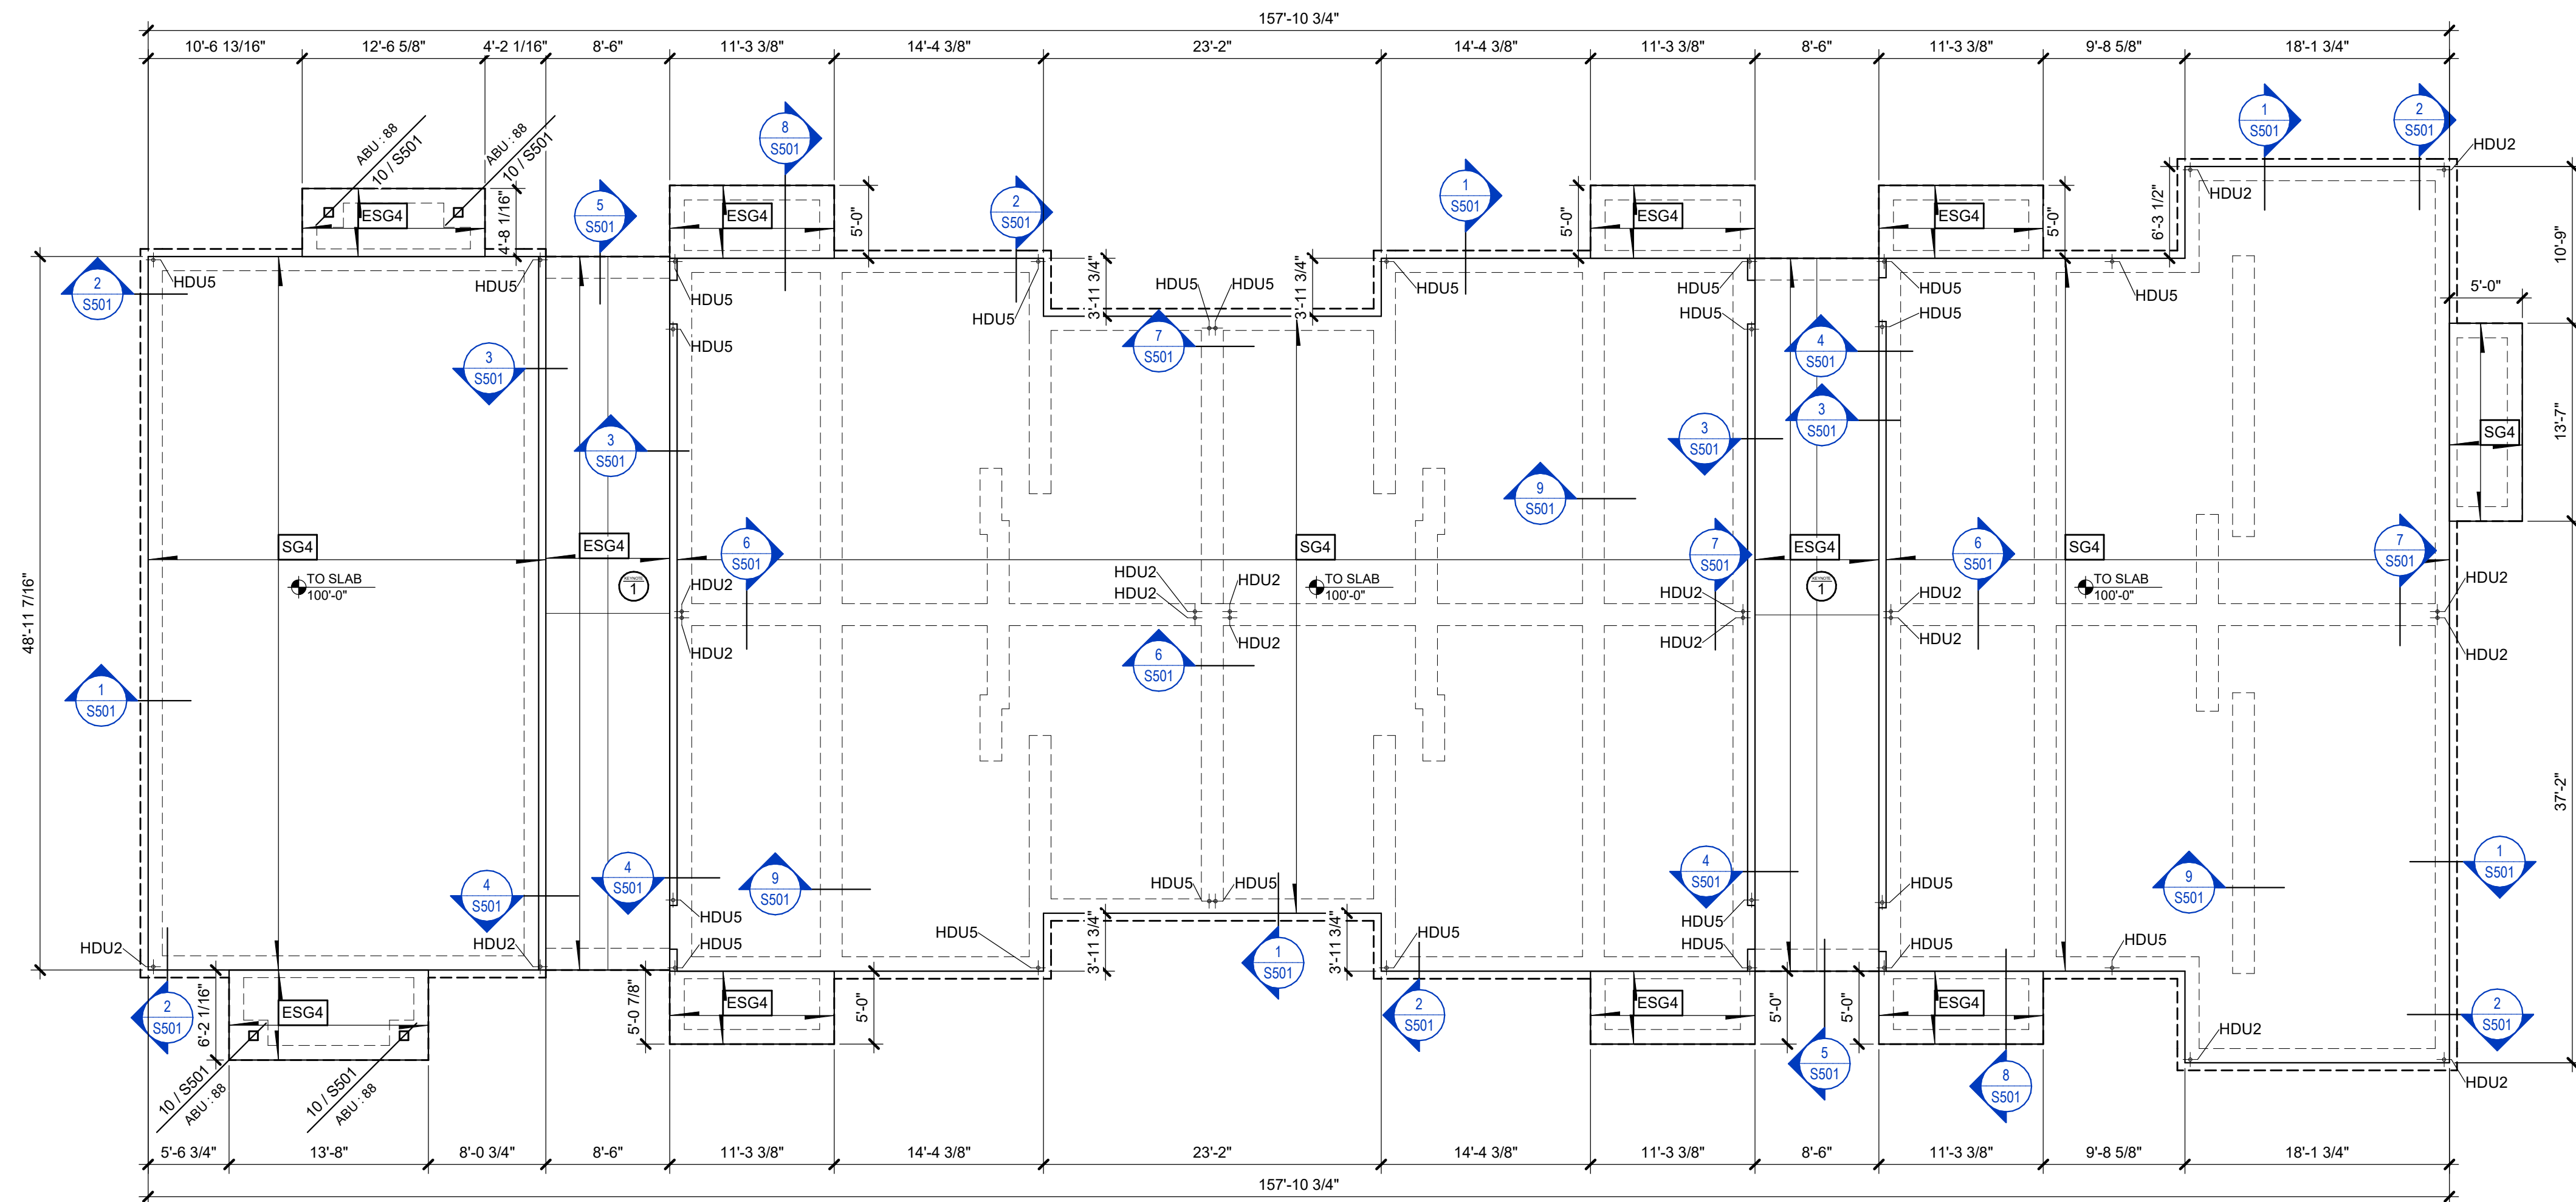 157'-10 3/4"
10'-6 13/16" 12'-6 5/8" 4'-2 1/16" 8'-6" 11'-3 3/8" 14'-4 3/8" 23'-2" 14'-4 3/8" 11'-3 3/8" 8'-6" 11'-3 3/8" 9'-8 5/8" 18'-1 3/4"
ABU : 88
10 / S501
ABU : 88
10 / S501
8
S501
1
S501
2
S501
HDU2
HDU2
5
S501
2
S501
1
S501
ESG4
ESG4
ESG4
ESG4
4'-8 1/16"
5'-0"
5'-0"
5'-0"
6'-3 1/2"
10'-9"
2
S501
HDU5
HDU5
HDU5
HDU5
3'-11 3/4"
HDU5
HDU5
3'-11 3/4"
HDU5
HDU5
HDU5
HDU5
5'-0"
HDU5
HDU5
HDU5
7
S501
4
S501
3
S501
3
S501
3
S501
3
S501
13'-7"
SG4
9
S501
SG4
ESG4
6
S501
SG4
7
S501
ESG4
6
S501
SG4
7
S501
TO SLAB
100'-0"
KEYNOTE
1
TO SLAB
100'-0"
KEYNOTE
1
TO SLAB
100'-0"
48'-11 7/16"
HDU2
HDU2
HDU2
HDU2
HDU2
HDU2
HDU2
HDU2
HDU2
HDU2
HDU2
HDU2
6
S501
1
S501
37'-2"
4
S501
4
S501
9
S501
HDU5
HDU5
4
S501
HDU5
9
S501
1
S501
HDU5
HDU5
HDU2
HDU2
HDU5
HDU5
3'-11 3/4"
1
S501
3'-11 3/4"
HDU5
HDU5
HDU5
HDU5
2
S501
6'-2 1/16"
ESG4
5'-0 7/8"
ESG4
5'-0"
2
S501
ESG4
5'-0"
5'-0"
ESG4
2
S501
HDU2
HDU2
5
S501
8
S501
10 / S501
ABU : 88
10 / S501
ABU : 88
5'-6 3/4" 13'-8" 8'-0 3/4" 8'-6" 11'-3 3/8" 14'-4 3/8" 23'-2" 14'-4 3/8" 11'-3 3/8" 8'-6" 11'-3 3/8" 9'-8 5/8" 18'-1 3/4"
157'-10 3/4"